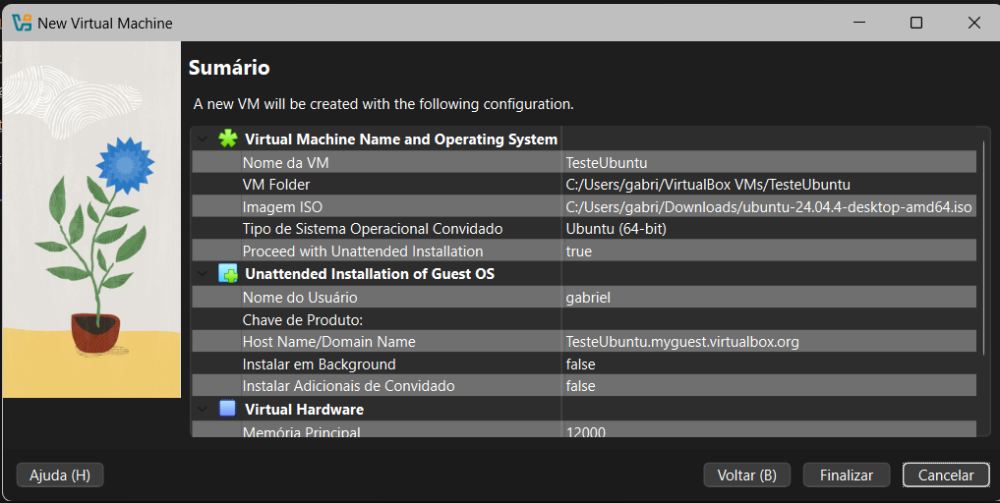 New Virtual Machine
Sumário
A new VM will be created with the following configuration.
Virtual Machine Name and Operating System
Nome da VM TesteUbuntu
VM Folder C:/Users/gabri/VirtualBox VMs/TesteUbuntu
Imagem ISO C:/Users/gabri/Downloads/ubuntu-24.04.4-desktop-amd64.iso
Tipo de Sistema Operacional Convidado Ubuntu (64-bit)
Proceed with Unattended Installation true
Unattended Installation of Guest OS
Nome do Usuário gabriel
Chave de Produto:
Host Name/Domain Name TesteUbuntu.myguest.virtualbox.org
Instalar em Background false
Instalar Adicionais de Convidado false
Virtual Hardware
Memória Principal 12000
Ajuda (H) Voltar (B) Finalizar Cancelar